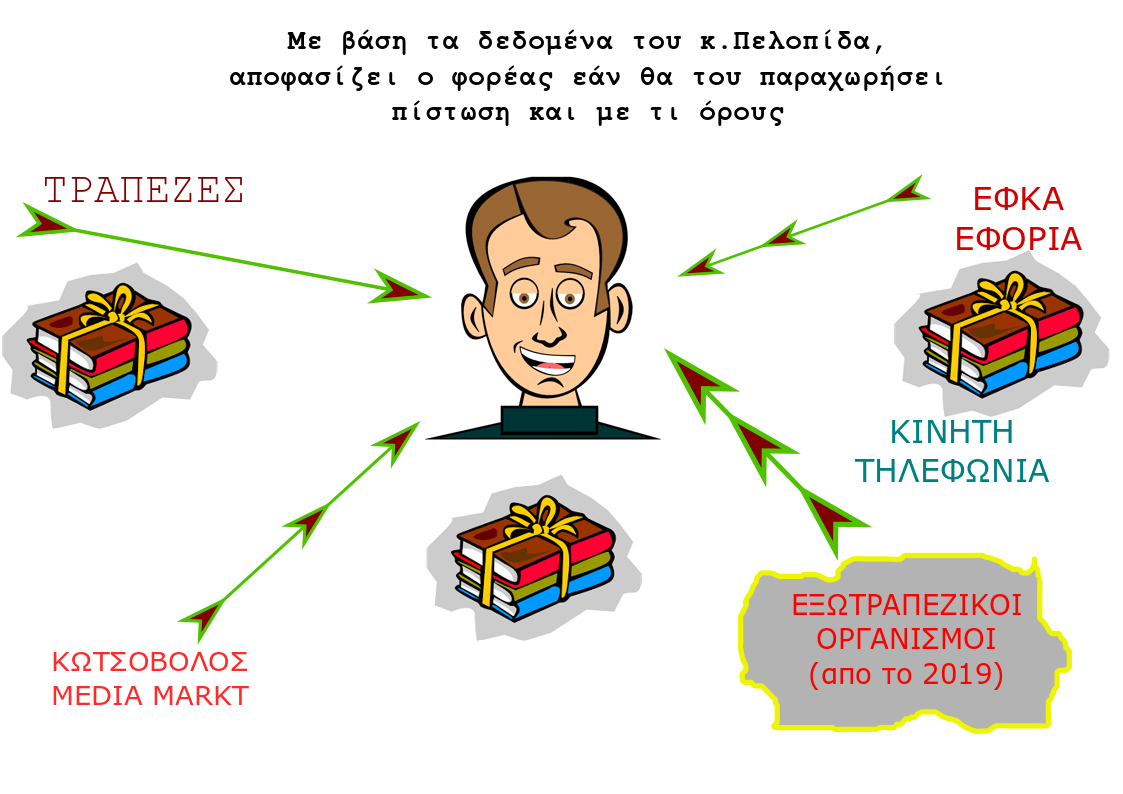 Με βάση τα δεδομένα του κ.Πελοπίδα,
αποφασίζει ο φορέας εάν θα του παραχωρήσει
πίστωση και με τι όρους
ΤΡΑΠΕΖΕΣ
ΕΦΚΑ
ΕΦΟΡΙΑ
ΚΙΝΗΤΗ
ΤΗΛΕΦΩΝΙΑ
ΕΞΩΤΡΑΠΕΖΙΚΟΙ
ΟΡΓΑΝΙΣΜΟΙ
(απο το 2019)
ΚΩΤΣΟΒΟΛΟΣ
MEDIA MARKT